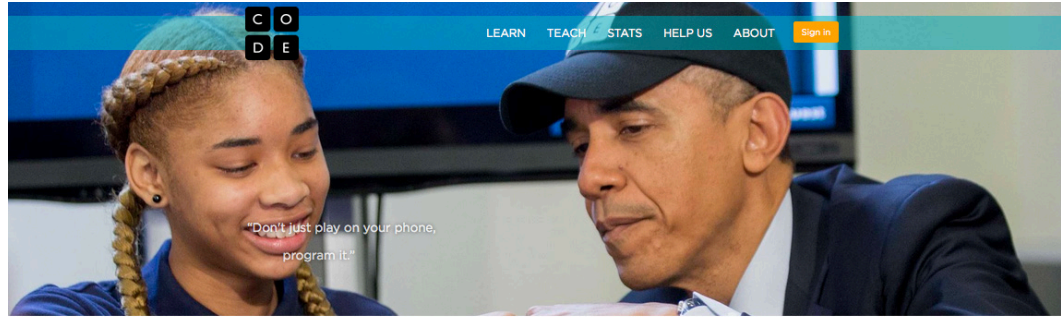 C O
D E
LEARN TEACH STATS HELP US ABOUT Sign in
"Don't just play on your phone,
program it."